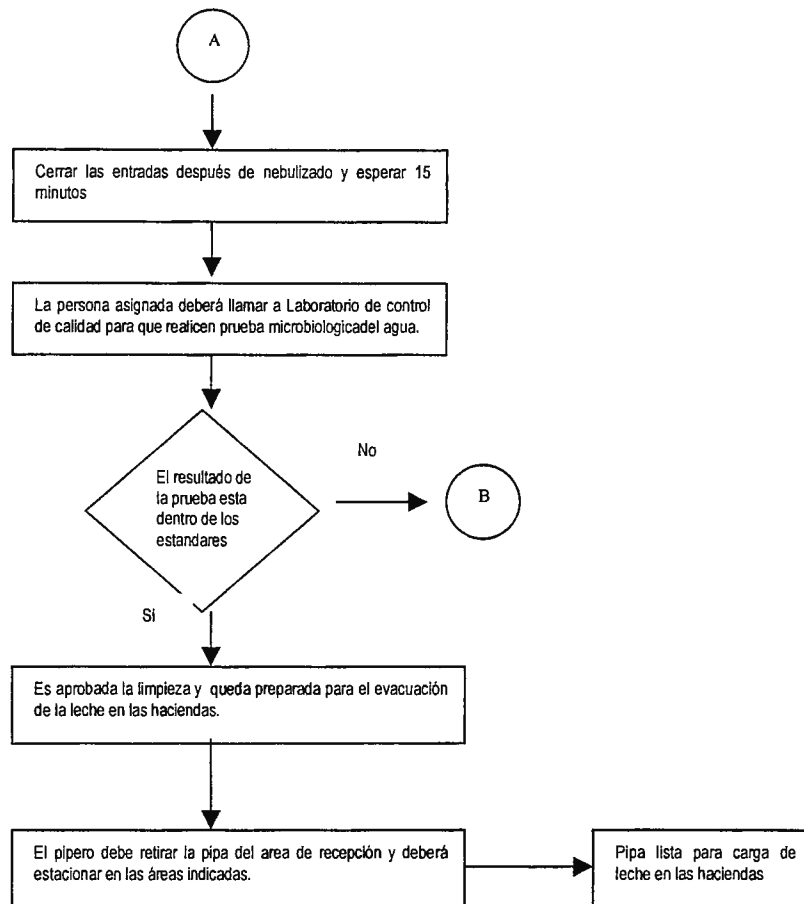 A
Cerrar las entradas después de nebulizado y esperar 15
minutos
La persona asignada deberá llamar a Laboratorio de control
de calidad para que realicen prueba microbiologicadel agua.
No
El resultado de
la prueba esta
dentro de los
estandares
B
Si
Es aprobada la limpieza y queda preparada para el evacuación
de la leche en las haciendas.
El pipero debe retirar la pipa del area de recepción y deberá
estacionar en las áreas indicadas.
Pipa lista para carga de
leche en las haciendas